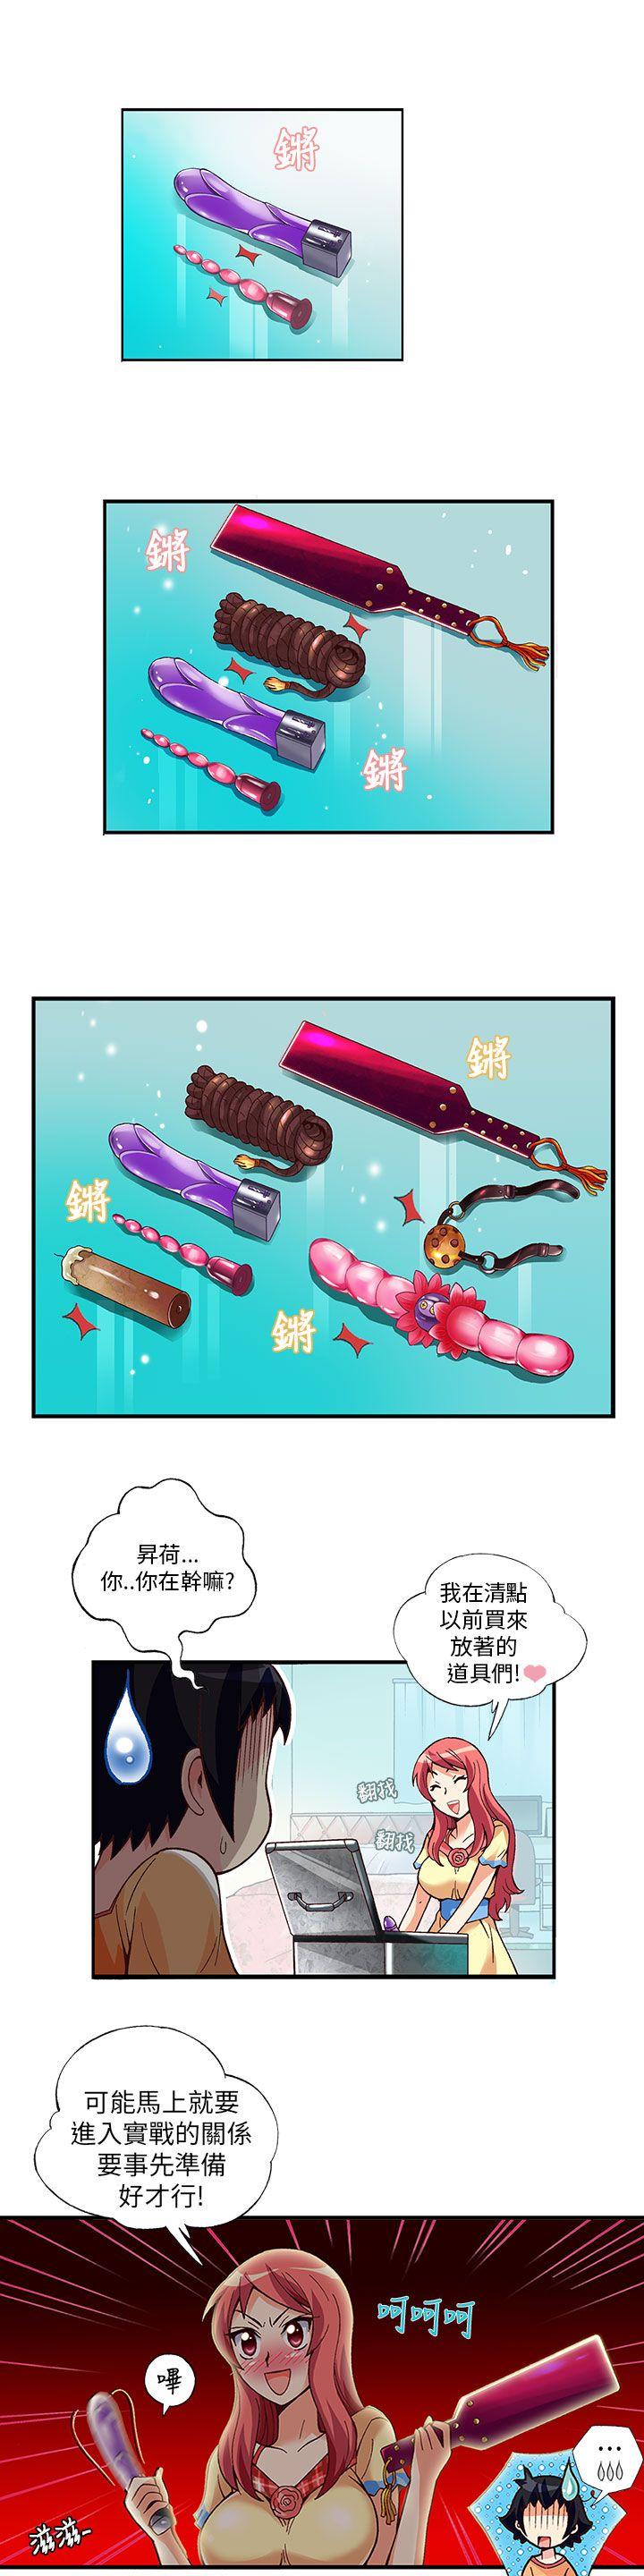 鏘
鏘
鏘
鏘
鏘
鏘
昇荷...
你..你在幹嘛?
我在清點
以前買來
放著的
道具們!❤
翻找
翻找
可能馬上就要
進入實戰的關係
要事先準備
好才行!
呵呵呵
嗶
...
滋滋-